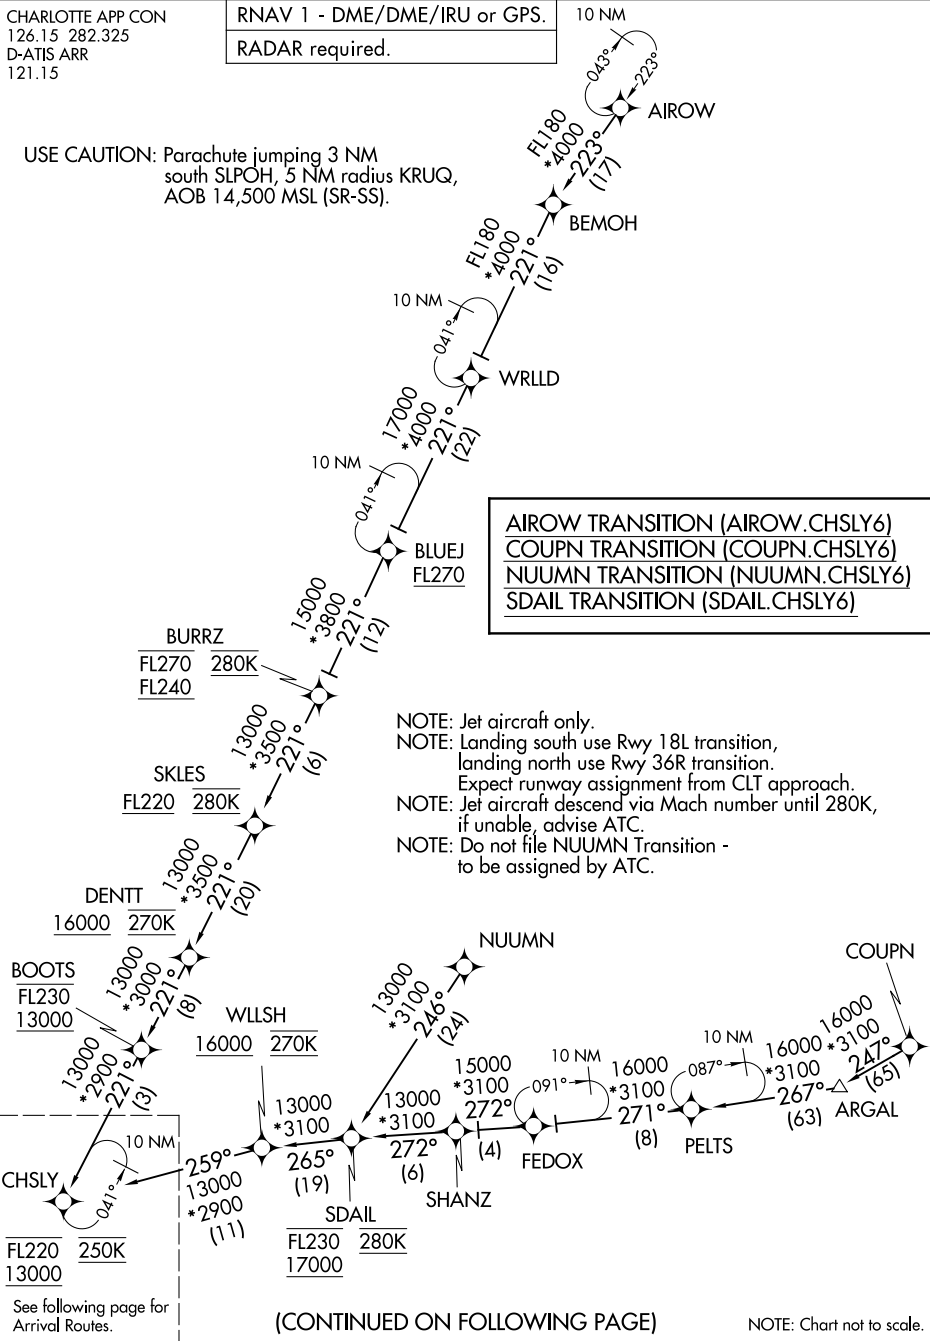 CHARLOTTE APP CON
126.15 282.325
D-ATIS ARR
121.15
RNAV 1 - DME/DME/IRU or GPS.
RADAR required.
10 NM
043°
223°
AIROW
USE CAUTION: Parachute jumping 3 NM
south SLPOH, 5 NM radius KRUQ,
AOB 14,500 MSL (SR-SS).
FL180
*4000
223°
(17)
BEMOH
FL180
*4000
221°
(16)
10 NM
041°
WRLLD
17000
*4000
221°
(22)
10 NM
041°
BLUEJ
FL270
AIROW TRANSITION (AIROW.CHSLY6)
COUPN TRANSITION (COUPN.CHSLY6)
NUUMN TRANSITION (NUUMN.CHSLY6)
SDAIL TRANSITION (SDAIL.CHSLY6)
15000
*3800
221°
(12)
BURRZ
FL270 280K
FL240
13000
*3500
221°
(6)
SKLES
FL220 280K
NOTE: Jet aircraft only.
NOTE: Landing south use Rwy 18L transition,
landing north use Rwy 36R transition.
Expect runway assignment from CLT approach.
NOTE: Jet aircraft descend via Mach number until 280K,
if unable, advise ATC.
NOTE: Do not file NUUMN Transition -
to be assigned by ATC.
13000
*3500
221°
(20)
DENTT
16000 270K
13000
*3000
221°
(8)
BOOTS
FL230
13000
13000
*2900
221°
(3)
NUUMN
13000
*3100
246°
(24)
COUPN
16000
*3100
247°
(65)
ARGAL
16000
*3100
267°
(63)
10 NM
087°
PELTS
16000
*3100
271°
(8)
10 NM
091°
FEDOX
15000
*3100
272°
(4)
SHANZ
13000
*3100
272°
(6)
SDAIL
FL230 280K
17000
13000
*3100
265°
(19)
WLLSH
16000 270K
259°
13000
*2900
(11)
10 NM
041°
CHSLY
FL220 250K
13000
See following page for
Arrival Routes.
(CONTINUED ON FOLLOWING PAGE)
NOTE: Chart not to scale.